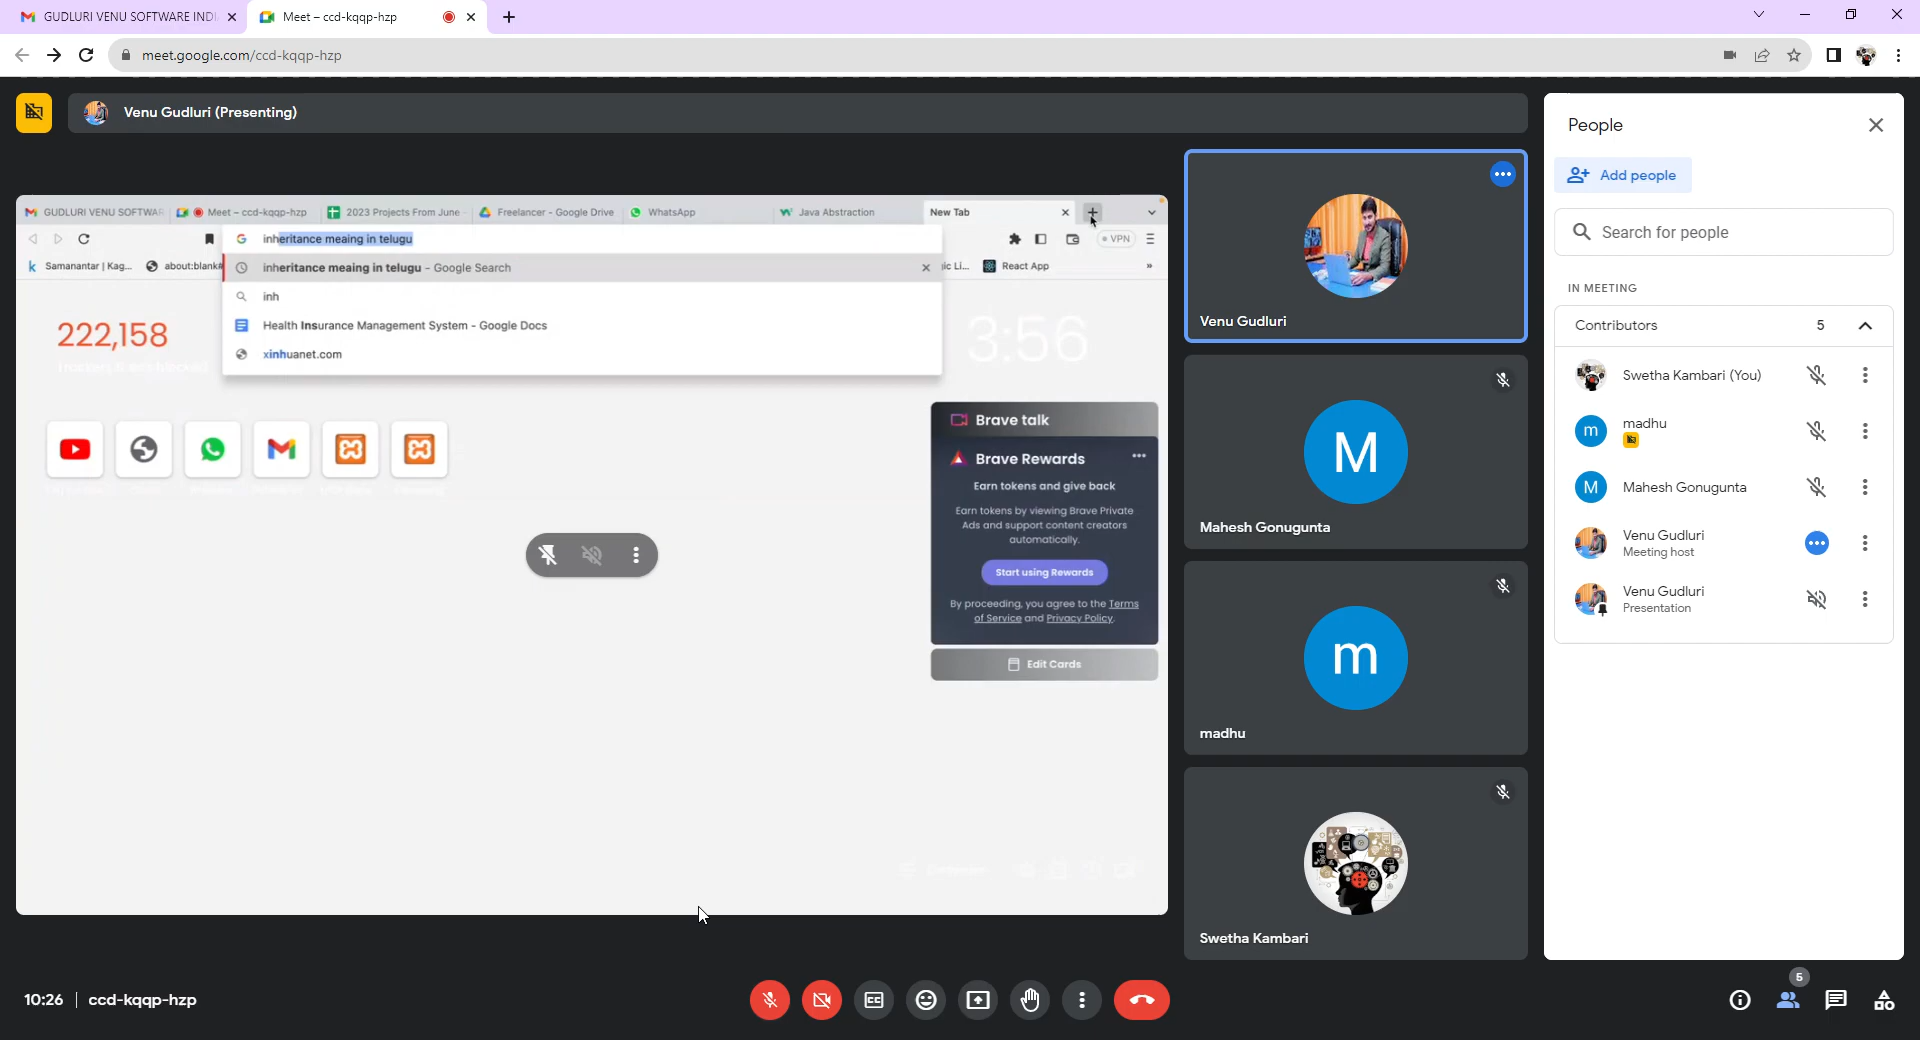 GUDLURI VENU SOFTWARE INDI
Meet – ccd-kqqp-hzp
meet.google.com/ccd-kqqp-hzp
Venu Gudluri (Presenting)
GUDLURI VENU SOFTWAR
Meet – ccd-kqqp-hzp
2023 Projects From June -
Freelancer - Google Drive
WhatsApp
Java Abstraction
New Tab
inheritance meaing in telugu
VPN
Samanantar | Kag...
about:blank#
inheritance meaing in telugu – Google Search
ic Li...
React App
»
inh
Health Insurance Management System - Google Docs
xinhuanet.com
222,158
3:56
Brave talk
Brave Rewards
Earn tokens and give back
Earn tokens by viewing Brave Private
Ads and support content creators
automatically.
Start using Rewards
By proceeding, you agree to the Terms
of Service and Privacy Policy.
Edit Cards
Venu Gudluri
M
Mahesh Gonugunta
m
madhu
Swetha Kambari
People
Add people
Search for people
IN MEETING
Contributors
5
Swetha Kambari (You)
m
madhu
M
Mahesh Gonugunta
Venu Gudluri
Meeting host
Venu Gudluri
Presentation
10:26
ccd-kqqp-hzp
5